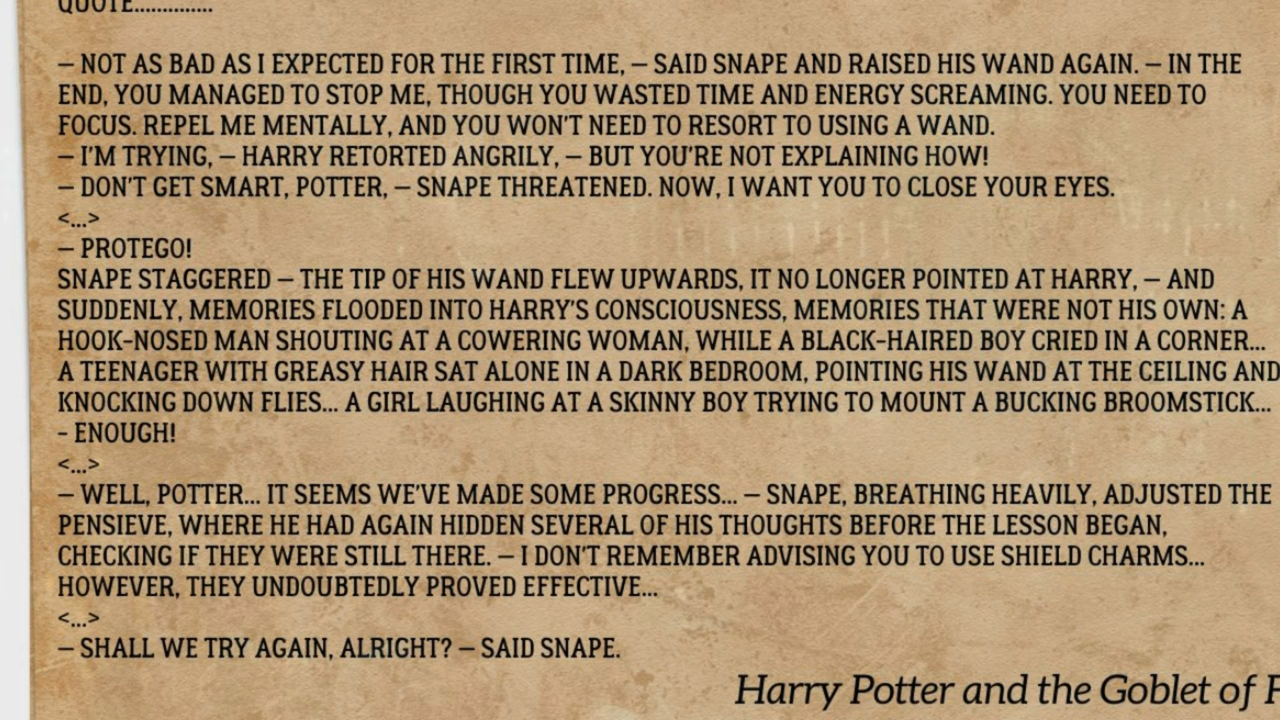 QUOTE..............
– NOT AS BAD AS I EXPECTED FOR THE FIRST TIME, – SAID SNAPE AND RAISED HIS WAND AGAIN. – IN THE
END, YOU MANAGED TO STOP ME, THOUGH YOU WASTED TIME AND ENERGY SCREAMING. YOU NEED TO
FOCUS. REPEL ME MENTALLY, AND YOU WON'T NEED TO RESORT TO USING A WAND.
– I'M TRYING, – HARRY RETORTED ANGRILY, – BUT YOU'RE NOT EXPLAINING HOW!
– DON'T GET SMART, POTTER, – SNAPE THREATENED. NOW, I WANT YOU TO CLOSE YOUR EYES.
<...>
– PROTEGO!
SNAPE STAGGERED – THE TIP OF HIS WAND FLEW UPWARDS, IT NO LONGER POINTED AT HARRY, – AND
SUDDENLY, MEMORIES FLOODED INTO HARRY'S CONSCIOUSNESS, MEMORIES THAT WERE NOT HIS OWN: A
HOOK-NOSED MAN SHOUTING AT A COWERING WOMAN, WHILE A BLACK-HAIRED BOY CRIED IN A CORNER...
A TEENAGER WITH GREASY HAIR SAT ALONE IN A DARK BEDROOM, POINTING HIS WAND AT THE CEILING AND
KNOCKING DOWN FLIES... A GIRL LAUGHING AT A SKINNY BOY TRYING TO MOUNT A BUCKING BROOMSTICK...
- ENOUGH!
<...>
– WELL, POTTER... IT SEEMS WE'VE MADE SOME PROGRESS... – SNAPE, BREATHING HEAVILY, ADJUSTED THE
PENSIEVE, WHERE HE HAD AGAIN HIDDEN SEVERAL OF HIS THOUGHTS BEFORE THE LESSON BEGAN,
CHECKING IF THEY WERE STILL THERE. – I DON'T REMEMBER ADVISING YOU TO USE SHIELD CHARMS...
HOWEVER, THEY UNDOUBTEDLY PROVED EFFECTIVE...
<...>
– SHALL WE TRY AGAIN, ALRIGHT? – SAID SNAPE.
Harry Potter and the Goblet of